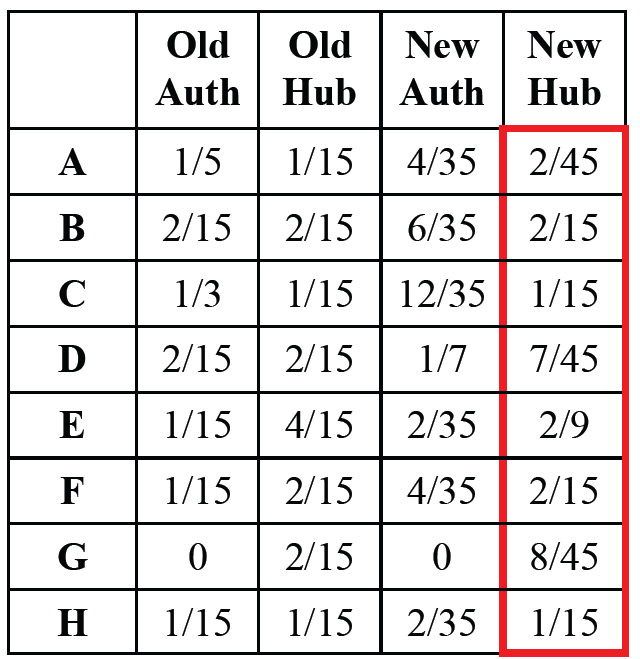 Old Auth Old Hub New Auth New Hub
A 1/5 1/15 4/35 2/45
B 2/15 2/15 6/35 2/15
C 1/3 1/15 12/35 1/15
D 2/15 2/15 1/7 7/45
E 1/15 4/15 2/35 2/9
F 1/15 2/15 4/35 2/15
G 0 2/15 0 8/45
H 1/15 1/15 2/35 1/15